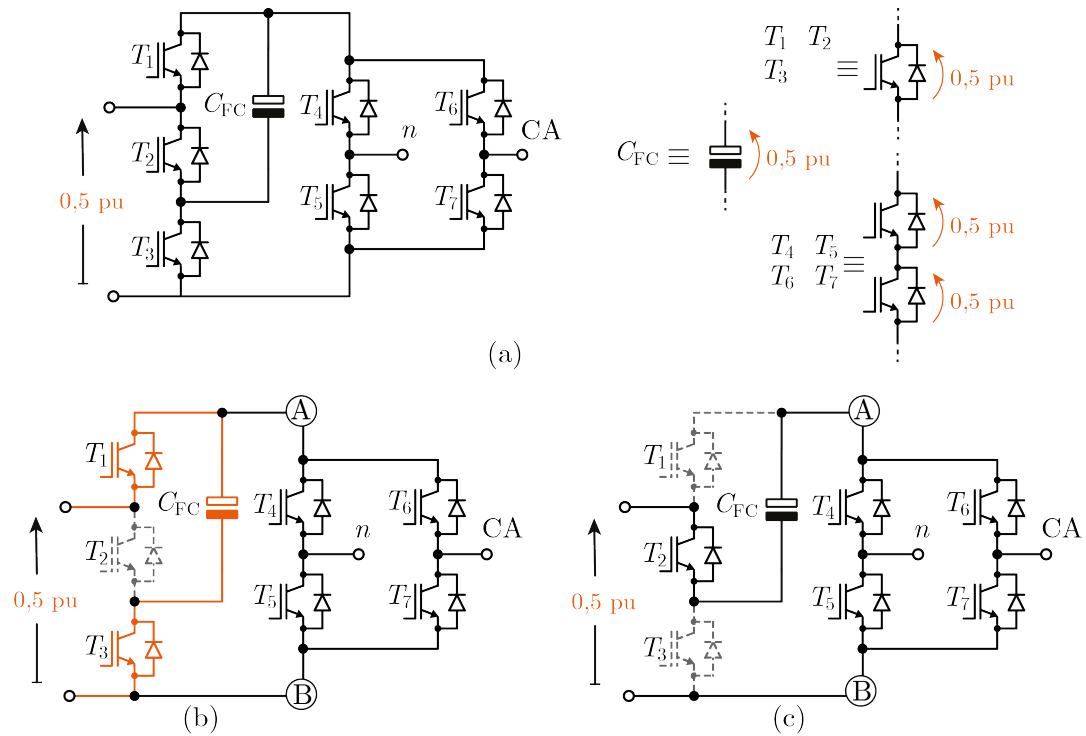 T1
CFC
T4
T6
n
CA
T2
0,5 pu
T5
T7
T3
T1 T2
T3 ≡
0,5 pu
CFC ≡
0,5 pu
0,5 pu
T4 T5
T6 T7 ≡
0,5 pu
(a)
A
T1
CFC
T4
T6
n
CA
T2
0,5 pu
T5
T7
T3
B
(b)
A
T1
CFC
T4
T6
n
CA
T2
0,5 pu
T5
T7
T3
B
(c)